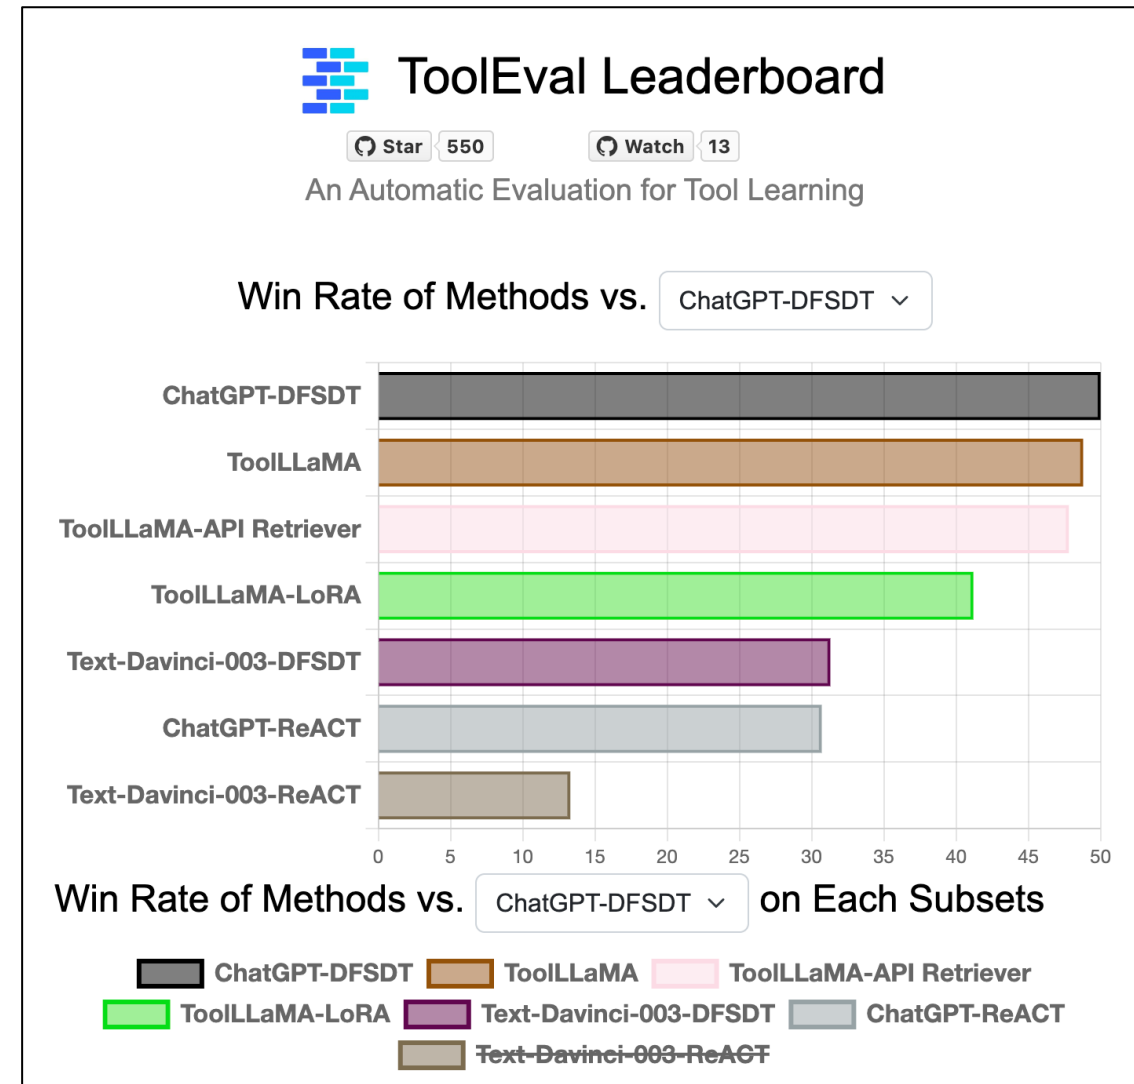 ToolEval Leaderboard
Star 550 Watch 13
An Automatic Evaluation for Tool Learning
Win Rate of Methods vs. ChatGPT-DFSDT
ChatGPT-DFSDT
ToolLLaMA
ToolLLaMA-API Retriever
ToolLLaMA-LoRA
Text-Davinci-003-DFSDT
ChatGPT-ReACT
Text-Davinci-003-ReACT
0 5 10 15 20 25 30 35 40 45 50
Win Rate of Methods vs. ChatGPT-DFSDT on Each Subsets
ChatGPT-DFSDT ToolLLaMA ToolLLaMA-API Retriever
ToolLLaMA-LoRA Text-Davinci-003-DFSDT ChatGPT-ReACT
Text-Davinci-003-ReACT